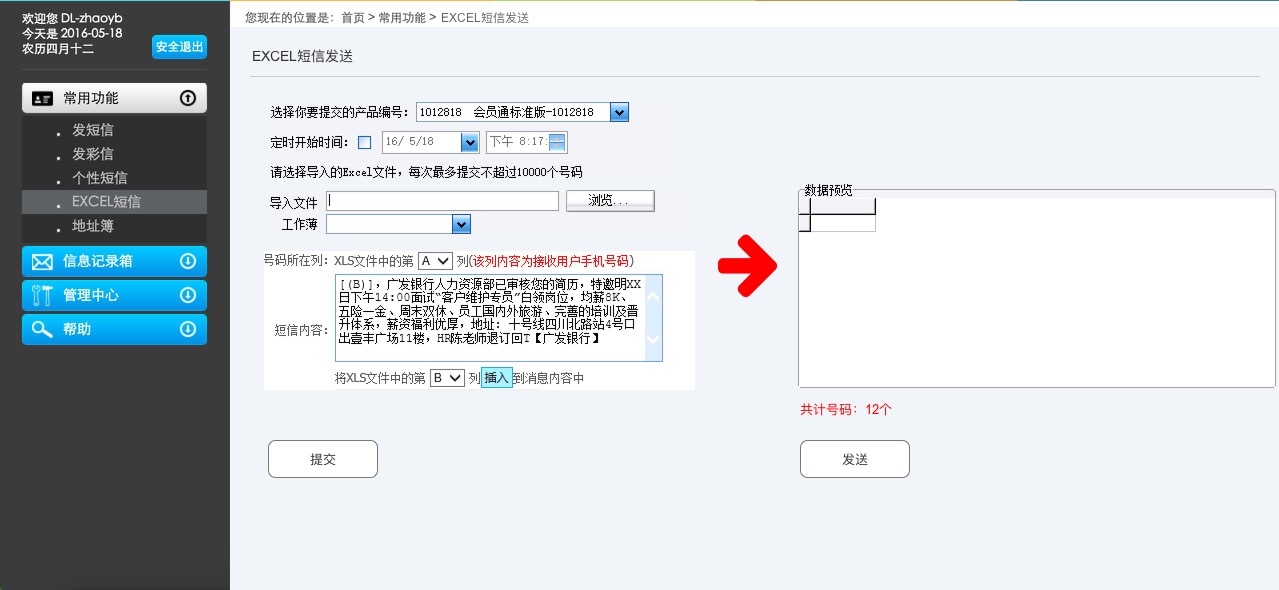 欢迎您 DL-zhaoyb
今天是 2016-05-18
农历四月十二
安全退出
常用功能
发短信
发彩信
个性短信
EXCEL短信
地址簿
信息记录箱
管理中心
帮助
您现在的位置是：首页 > 常用功能 > EXCEL短信发送
EXCEL短信发送
选择你要提交的产品编号： 1012818 会员通标准版-1012818
定时开始时间： 16/ 5/18 下午 8:17:
请选择导入的Excel文件，每次最多提交不超过10000个号码
导入文件 浏览...
工作薄
号码所在列： XLS文件中的第 A 列(该列内容为接收用户手机号码)
短信内容：
[(B)]，广发银行人力资源部已审核您的简历，特邀明XX
日下午14:00面试“客户维护专员”白领岗位，均薪8K、
五险一金、周末双休、员工国内外旅游、完善的培训及晋
升体系，薪资福利优厚，地址：十号线四川北路站4号口
出壹丰广场11楼，HR陈老师退订回T【广发银行】
将XLS文件中的第 B 列 插入 到消息内容中
提交
数据预览
共计号码：12个
发送